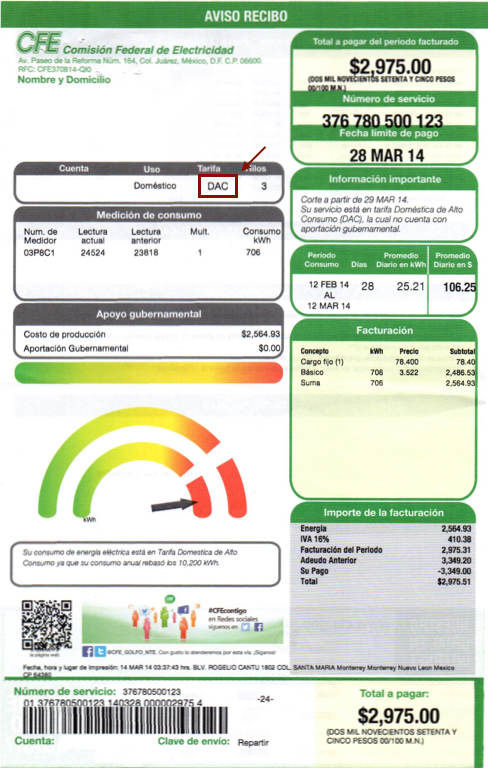 AVISO RECIBO
CFE Comisión Federal de Electricidad
Av. Paseo de la Reforma Núm. 164, Col. Juárez, México, D.F. C.P. 06600.
RFC: CFE370814-QI0
Nombre y Domicilio
Total a pagar del periodo facturado
$2,975.00
(DOS MIL NOVECIENTOS SETENTA Y CINCO PESOS
00/100 M.N.)
Número de servicio
376 780 500 123
Fecha límite de pago
28 MAR 14
Cuenta Uso Tarifa Hilos
Doméstico DAC 3
Medición de consumo
Num. de Medidor Lectura actual Lectura anterior Mult. Consumo kWh
03P8C1 24524 23818 1 706
Información importante
Corte a partir de 29 MAR 14.
Su servicio está en tarifa Doméstica de Alto
Consumo (DAC), la cual no cuenta con
aportación gubernamental.
Periodo Consumo Días Promedio Diario en kWh Promedio Diario en $
12 FEB 14 28 25.21 106.25
AL
12 MAR 14
Apoyo gubernamental
Costo de producción $2,564.93
Aportación Gubernamental $0.00
Facturación
Concepto kWh Precio Subtotal
Cargo fijo (1) 78.400 78.40
Básico 706 3.522 2,486.53
Suma 706 2,564.93
kWh
Su consumo de energía eléctrica está en Tarifa Domestica de Alto
Consumo ya que su consumo anual rebasó los 10,200 kWh.
Importe de la facturación
Energía 2,564.93
IVA 16% 410.38
Facturación del Periodo 2,975.31
Adeudo Anterior 3,349.20
Su Pago -3,349.00
Total $2,975.51
la página web
#CFEcontigo
en Redes sociales
síguenos en
@CFE_GOLFO_NTE. Con gusto lo atenderemos por esta vía. ¡Síganos!
Fecha, hora y lugar de impresión: 14 MAR 14 03:37:43 hrs. BLV. ROGELIO CANTU 1802 COL. SANTA MARIA Monterrey Monterrey Nuevo Leon Mexico
CP 64380
Número de servicio: 376780500123
01 376780500123 140328 000002975 4
-24-
Cuenta: Clave de envío: Repartir
Total a pagar:
$2,975.00
(DOS MIL NOVECIENTOS SETENTA Y
CINCO PESOS 00/100 M.N.)